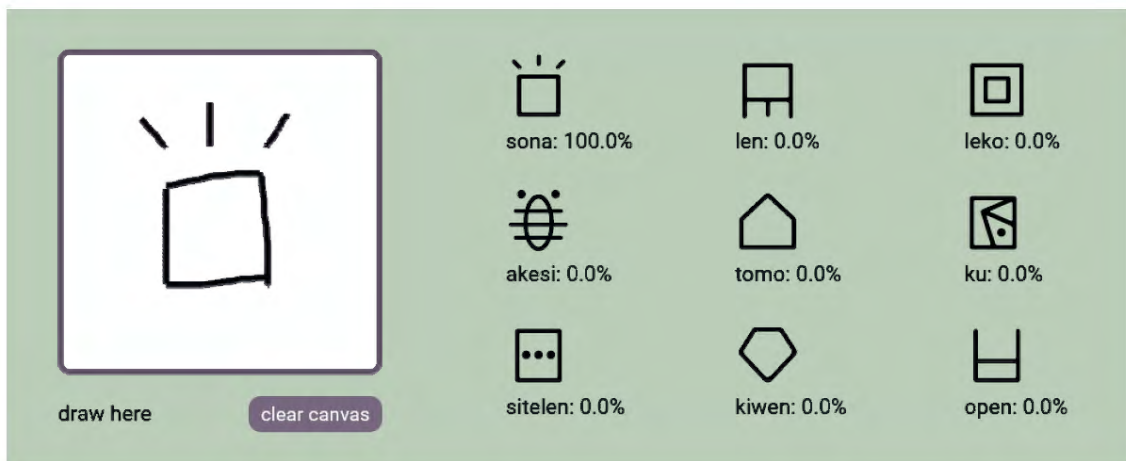 sona: 100.0%
len: 0.0%
leko: 0.0%
akesi: 0.0%
tomo: 0.0%
ku: 0.0%
sitelen: 0.0%
kiwen: 0.0%
open: 0.0%
draw here
clear canvas